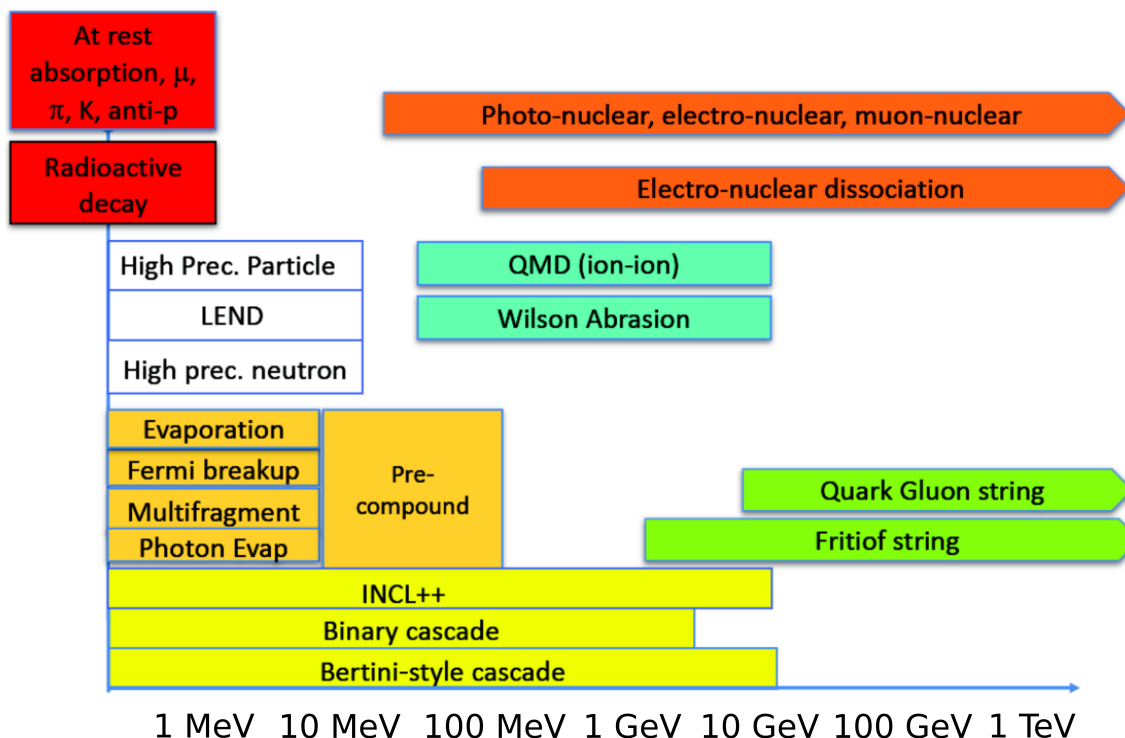 At rest
absorption, μ,
π, K, anti-p
Photo-nuclear, electro-nuclear, muon-nuclear
Radioactive
decay
Electro-nuclear dissociation
High Prec. Particle
QMD (ion-ion)
LEND
Wilson Abrasion
High prec. neutron
Evaporation
Fermi breakup
Multifragment
Photon Evap
Pre-
compound
Quark Gluon string
Fritiof string
INCL++
Binary cascade
Bertini-style cascade
1 MeV 10 MeV 100 MeV 1 GeV 10 GeV 100 GeV 1 TeV